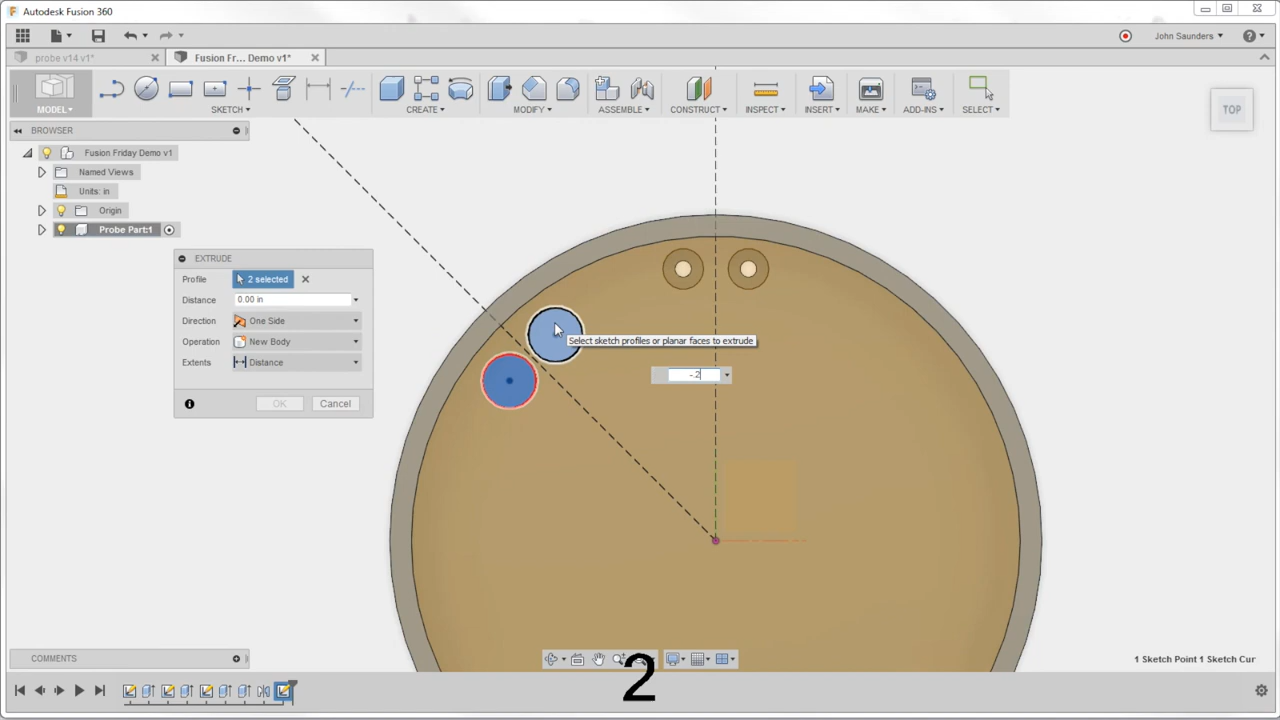 Autodesk Fusion 360
John Saunders
probe v14 v1*
Fusion Fr... Demo v1*
MODEL
SKETCH
CREATE
MODIFY
ASSEMBLE
CONSTRUCT
INSPECT
INSERT
MAKE
ADD-INS
SELECT
TOP
BROWSER
Fusion Friday Demo v1
Named Views
Units: in
Origin
Probe Part:1
EXTRUDE
Profile 2 selected
Distance 0.00 in
Direction One Side
Operation New Body
Extents Distance
OK Cancel
Select sketch profiles or planar faces to extrude
-.2
COMMENTS
2
1 Sketch Point 1 Sketch Cur